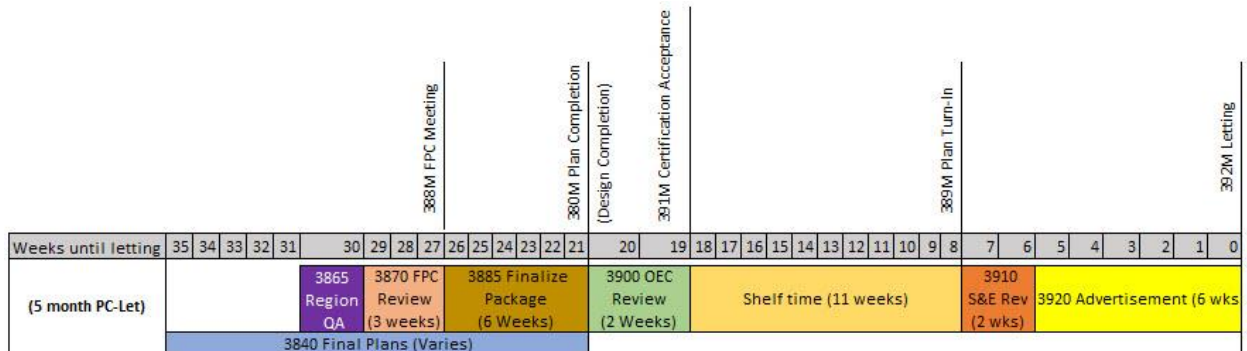 388M FPC Meeting
380M Plan Completion
(Design Completion)
391M Certification Acceptance
389M Plan Turn-In
392M Letting
Weeks until letting 35 34 33 32 31 30 29 28 27 26 25 24 23 22 21 20 19 18 17 16 15 14 13 12 11 10 9 8 7 6 5 4 3 2 1 0
(5 month PC-Let)
3865
Region
QA
3870 FPC
Review
(3 weeks)
3885 Finalize
Package
(6 Weeks)
3900 OEC
Review
(2 Weeks)
Shelf time (11 weeks)
3910
S&E Rev
(2 wks)
3920 Advertisement (6 wks
3840 Final Plans (Varies)